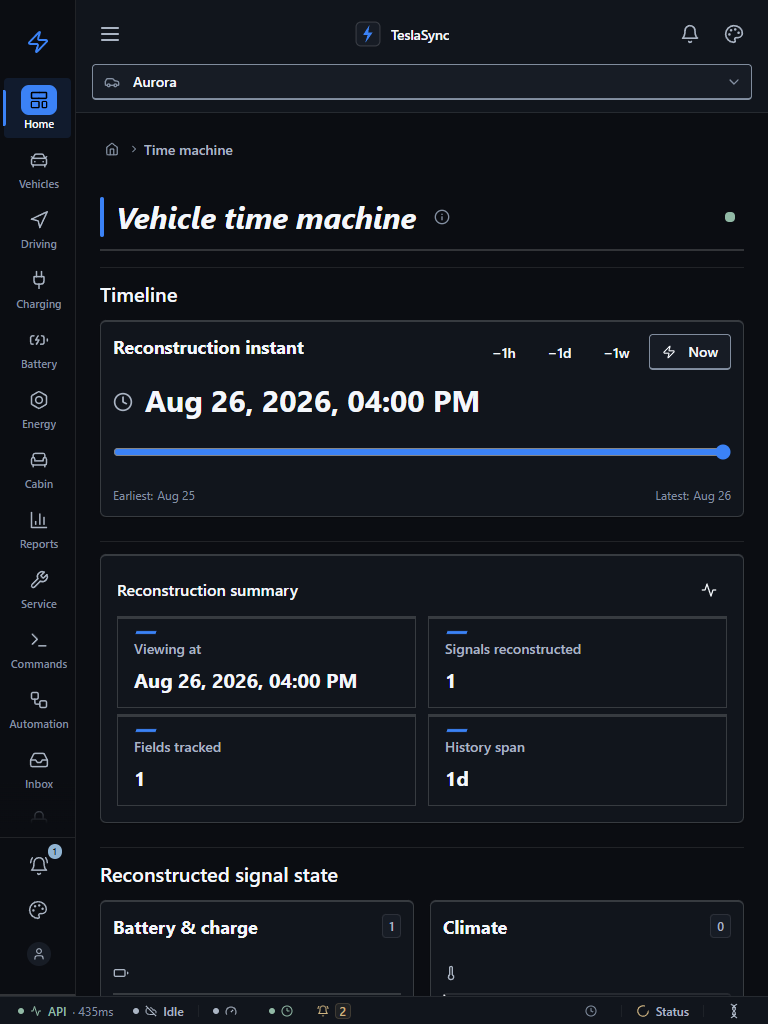 TeslaSync
Aurora
Home
Vehicles
Driving
Charging
Battery
Energy
Cabin
Reports
Service
Commands
Automation
Inbox
1
Time machine
Vehicle time machine
Timeline
Reconstruction instant
−1h
−1d
−1w
Now
Aug 26, 2026, 04:00 PM
Earliest: Aug 25
Latest: Aug 26
Reconstruction summary
Viewing at
Aug 26, 2026, 04:00 PM
Signals reconstructed
1
Fields tracked
1
History span
1d
Reconstructed signal state
Battery & charge
1
Climate
0
API · 435ms
Idle
2
Status